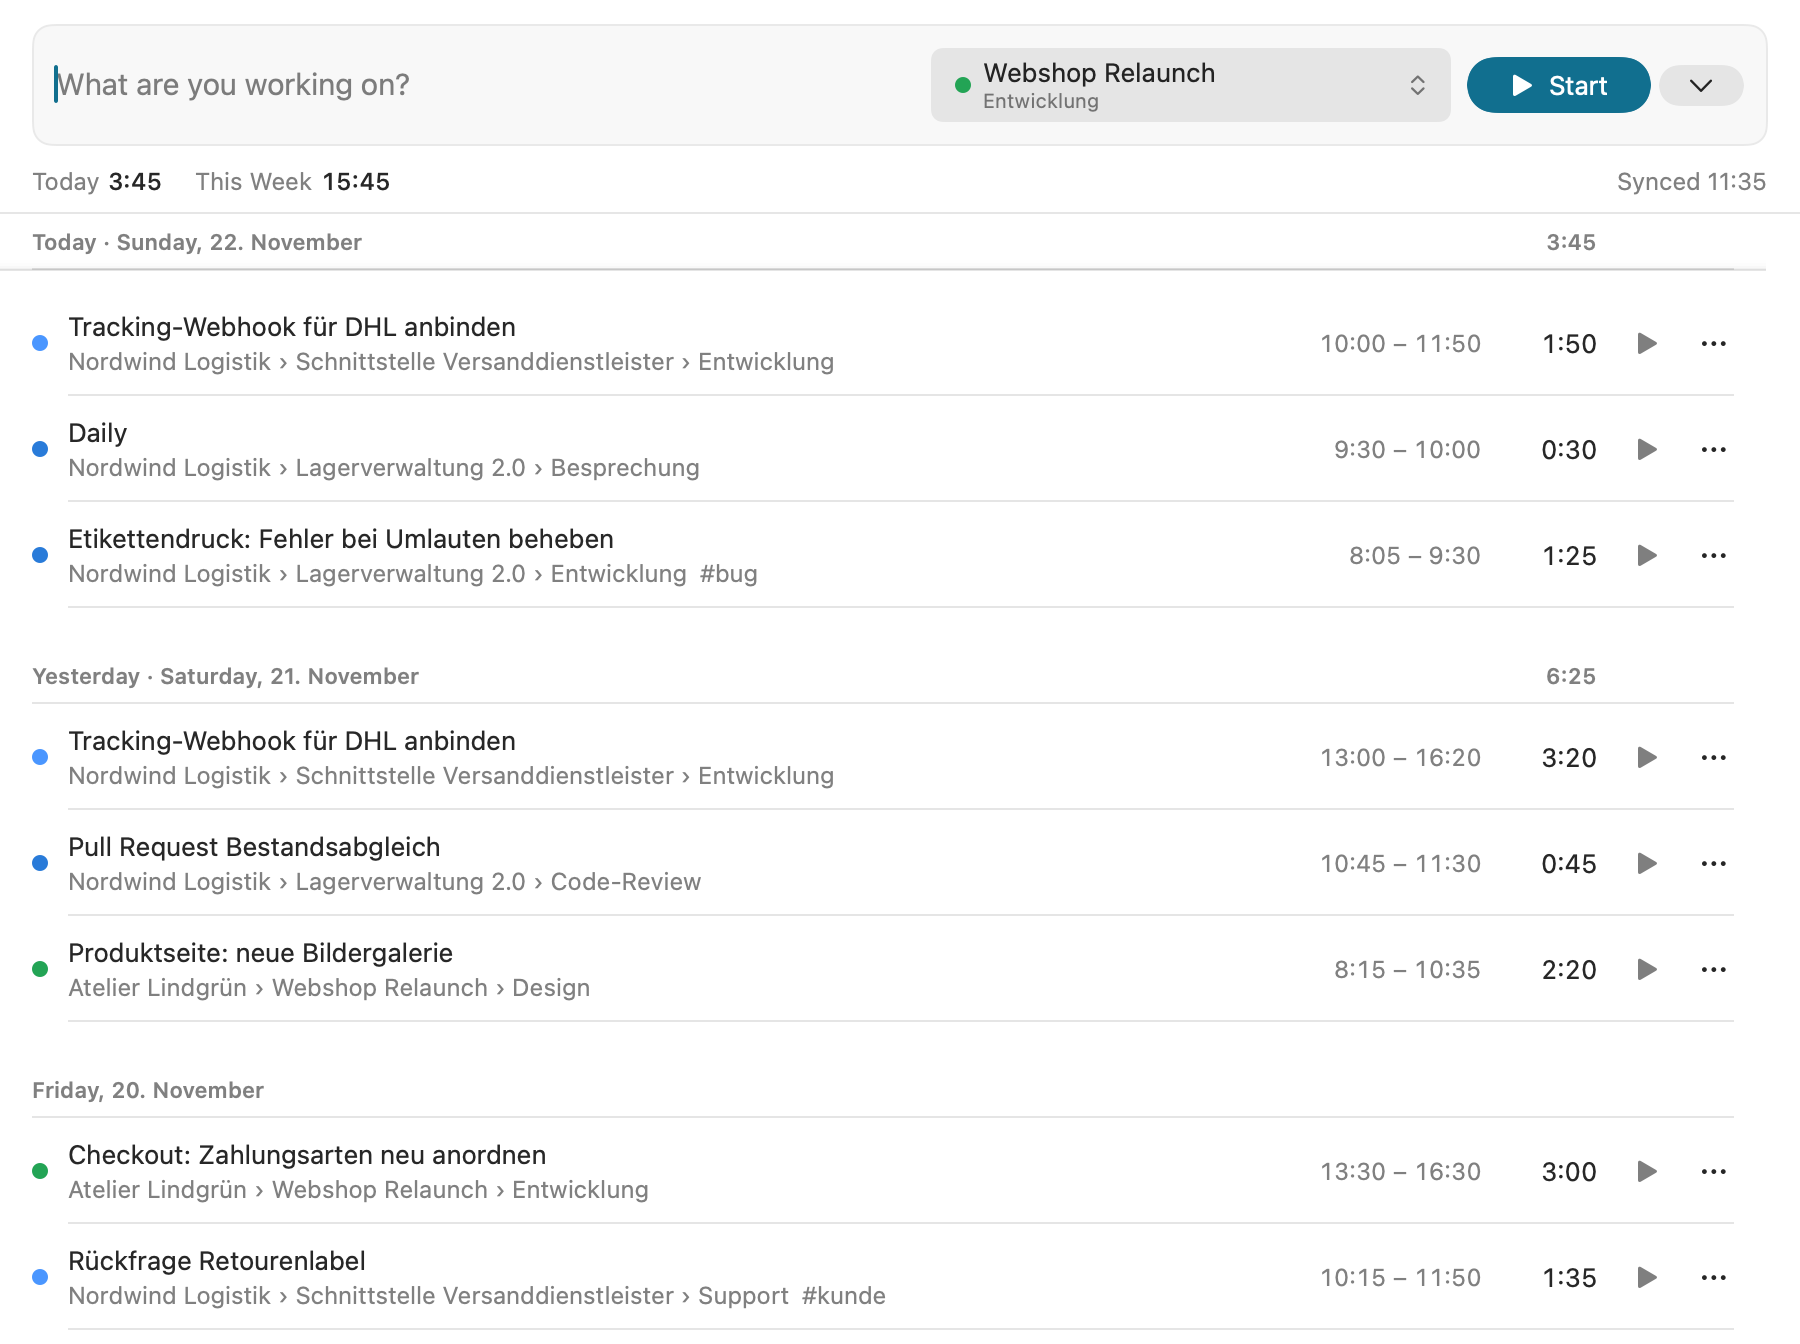 What are you working on?
Webshop Relaunch
Entwicklung
Start
Today 3:45 This Week 15:45
Synced 11:35
Today · Sunday, 22. November 3:45
Tracking-Webhook für DHL anbinden
Nordwind Logistik › Schnittstelle Versanddienstleister › Entwicklung
10:00 – 11:50 1:50
Daily
Nordwind Logistik › Lagerverwaltung 2.0 › Besprechung
9:30 – 10:00 0:30
Etikettendruck: Fehler bei Umlauten beheben
Nordwind Logistik › Lagerverwaltung 2.0 › Entwicklung #bug
8:05 – 9:30 1:25
Yesterday · Saturday, 21. November 6:25
Tracking-Webhook für DHL anbinden
Nordwind Logistik › Schnittstelle Versanddienstleister › Entwicklung
13:00 – 16:20 3:20
Pull Request Bestandsabgleich
Nordwind Logistik › Lagerverwaltung 2.0 › Code-Review
10:45 – 11:30 0:45
Produktseite: neue Bildergalerie
Atelier Lindgrün › Webshop Relaunch › Design
8:15 – 10:35 2:20
Friday, 20. November
Checkout: Zahlungsarten neu anordnen
Atelier Lindgrün › Webshop Relaunch › Entwicklung
13:30 – 16:30 3:00
Rückfrage Retourenlabel
Nordwind Logistik › Schnittstelle Versanddienstleister › Support #kunde
10:15 – 11:50 1:35